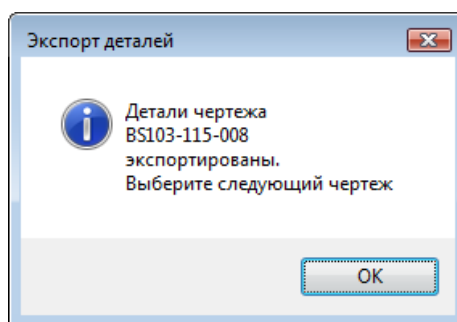 Экспорт деталей
Детали чертежа
BS103-115-008
экспортированы.
Выберите следующий чертеж
OK